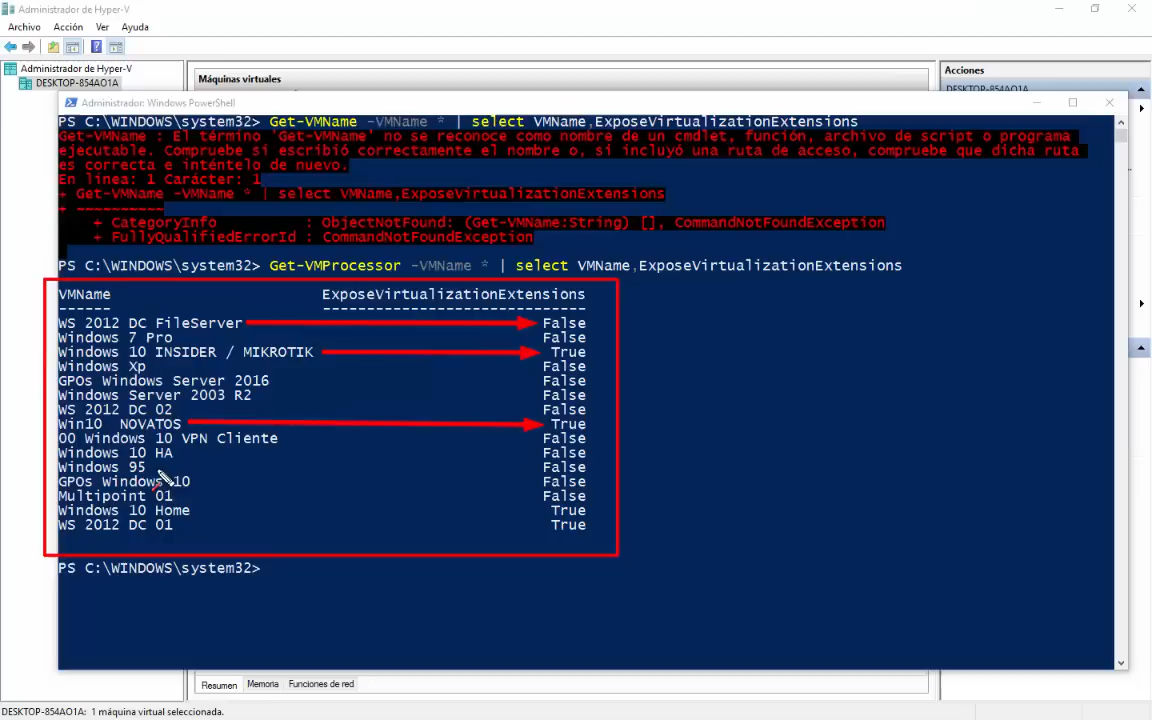 Administrador de Hyper-V
Archivo Acción Ver Ayuda
Administrador de Hyper-V
DESKTOP-854AO1A
Máquinas virtuales
Acciones
DESKTOP-854AO1A
Administrador: Windows PowerShell
PS C:\WINDOWS\system32> Get-VMName -VMName * | select VMName,ExposeVirtualizationExtensions
Get-VMName : El término 'Get-VMName' no se reconoce como nombre de un cmdlet, función, archivo de script o programa
ejecutable. Compruebe si escribió correctamente el nombre o, si incluyó una ruta de acceso, compruebe que dicha ruta
es correcta e inténtelo de nuevo.
En línea: 1 Carácter: 1
+ Get-VMName -VMName * | select VMName,ExposeVirtualizationExtensions
+ ~~~~~~~~~~
+ CategoryInfo : ObjectNotFound: (Get-VMName:String) [], CommandNotFoundException
+ FullyQualifiedErrorId : CommandNotFoundException
PS C:\WINDOWS\system32> Get-VMProcessor -VMName * | select VMName,ExposeVirtualizationExtensions
VMName ExposeVirtualizationExtensions
------ ------------------------------
WS 2012 DC FileServer False
Windows 7 Pro False
Windows 10 INSIDER / MIKROTIK True
Windows Xp False
GPOs Windows Server 2016 False
Windows Server 2003 R2 False
WS 2012 DC 02 False
Win10  NOVATOS True
00 Windows 10 VPN Cliente False
Windows 10 HA False
Windows 95 False
GPOs Windows 10 False
Multipoint 01 False
Windows 10 Home True
WS 2012 DC 01 True
PS C:\WINDOWS\system32>
Resumen Memoria Funciones de red
DESKTOP-854AO1A: 1 máquina virtual seleccionada.